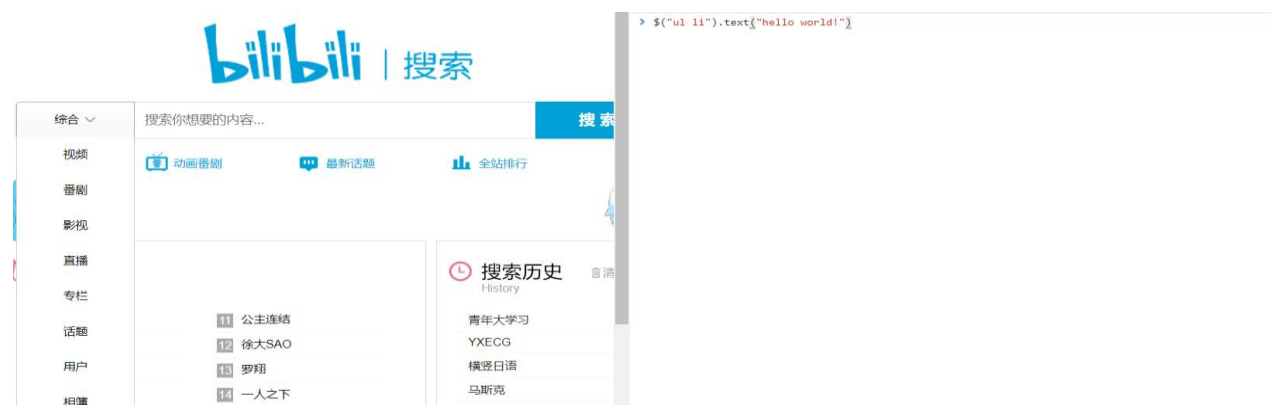 bilibili | 搜索
综合 搜索你想要的内容... 搜索
视频
动画番剧 最新话题 全站排行
番剧
影视
直播
专栏
话题
用户
相簿
11 公主连结
12 徐大SAO
13 罗翔
14 一人之下
搜索历史 清
History
青年大学习
YXECG
横竖日语
马斯克
> $("ul li").text("hello world!")